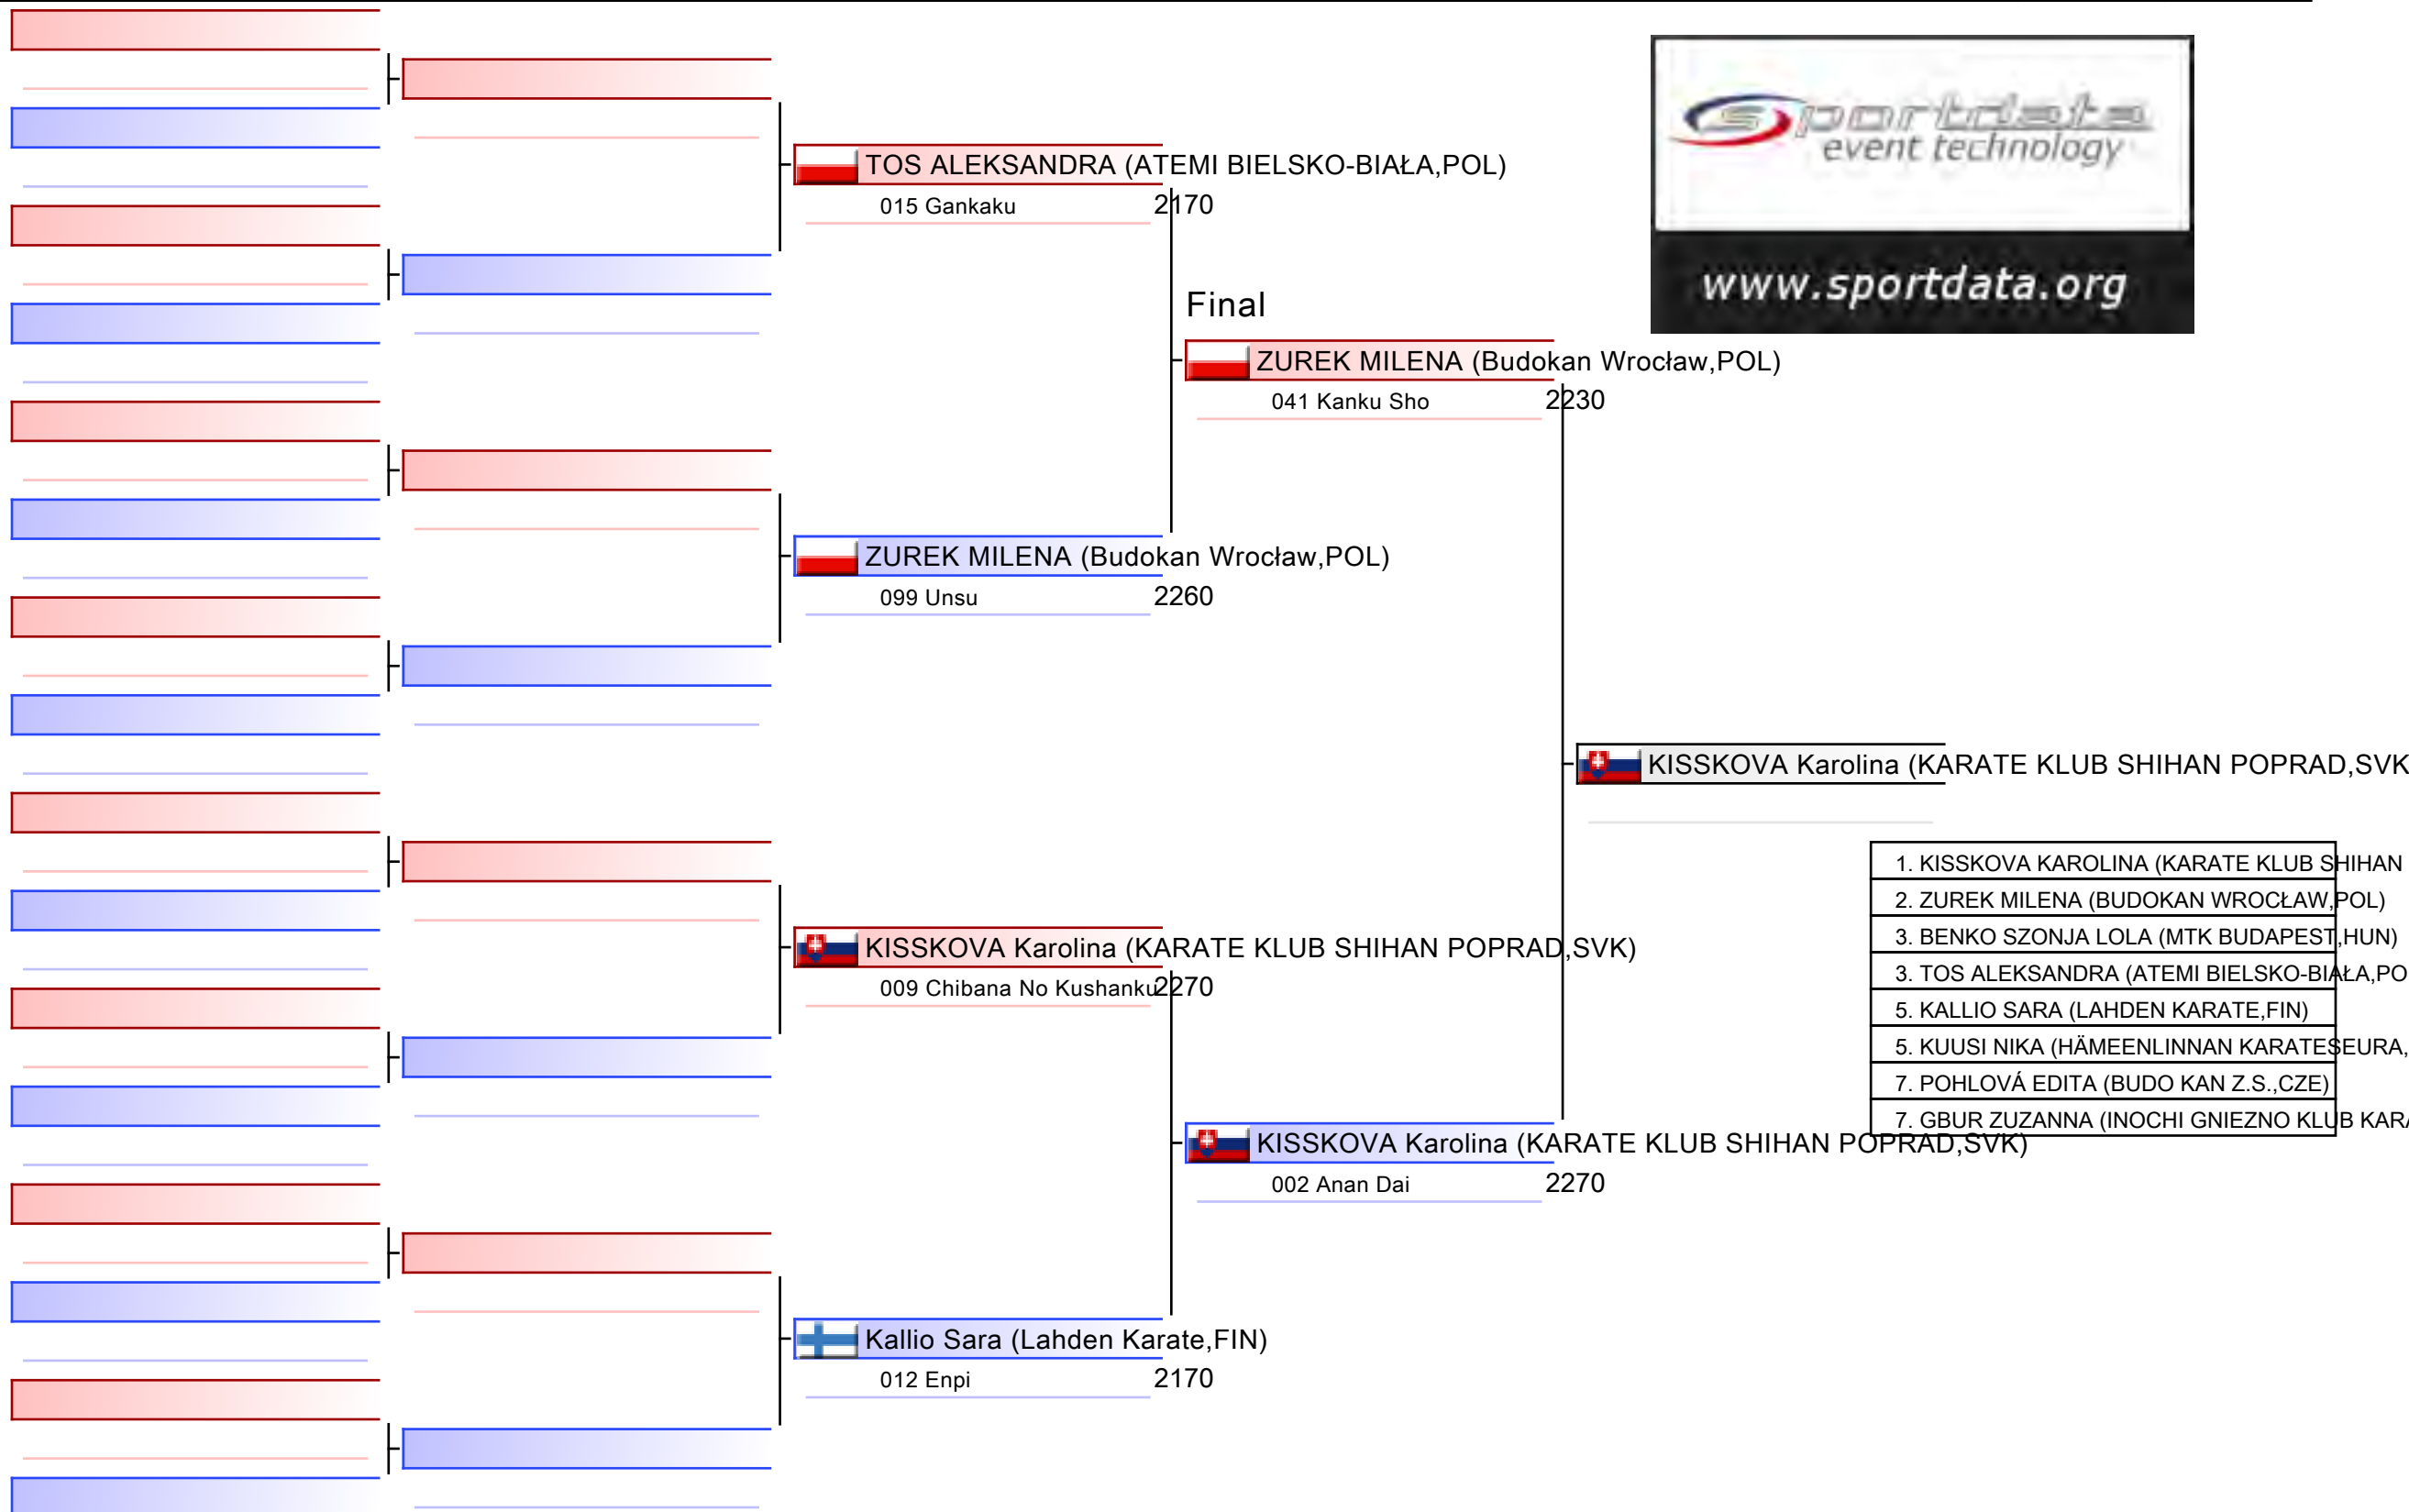 sportdata
event technology
www.sportdata.org
TOS ALEKSANDRA (ATEMI BIELSKO-BIAŁA,POL)
015 Gankaku 2170
Final
ZUREK MILENA (Budokan Wrocław,POL)
041 Kanku Sho 2230
ZUREK MILENA (Budokan Wrocław,POL)
099 Unsu 2260
KISSKOVA Karolina (KARATE KLUB SHIHAN POPRAD,SVK
1. KISSKOVA KAROLINA (KARATE KLUB SHIHAN
2. ZUREK MILENA (BUDOKAN WROCŁAW,POL)
3. BENKO SZONJA LOLA (MTK BUDAPEST,HUN)
3. TOS ALEKSANDRA (ATEMI BIELSKO-BIAŁA,PO
5. KALLIO SARA (LAHDEN KARATE,FIN)
5. KUUSI NIKA (HÄMEENLINNAN KARATESEURA,
7. POHLOVÁ EDITA (BUDO KAN Z.S.,CZE)
7. GBUR ZUZANNA (INOCHI GNIEZNO KLUB KARA
KISSKOVA Karolina (KARATE KLUB SHIHAN POPRAD,SVK)
009 Chibana No Kushanku 2270
KISSKOVA Karolina (KARATE KLUB SHIHAN POPRAD,SVK)
002 Anan Dai 2270
Kallio Sara (Lahden Karate,FIN)
012 Enpi 2170